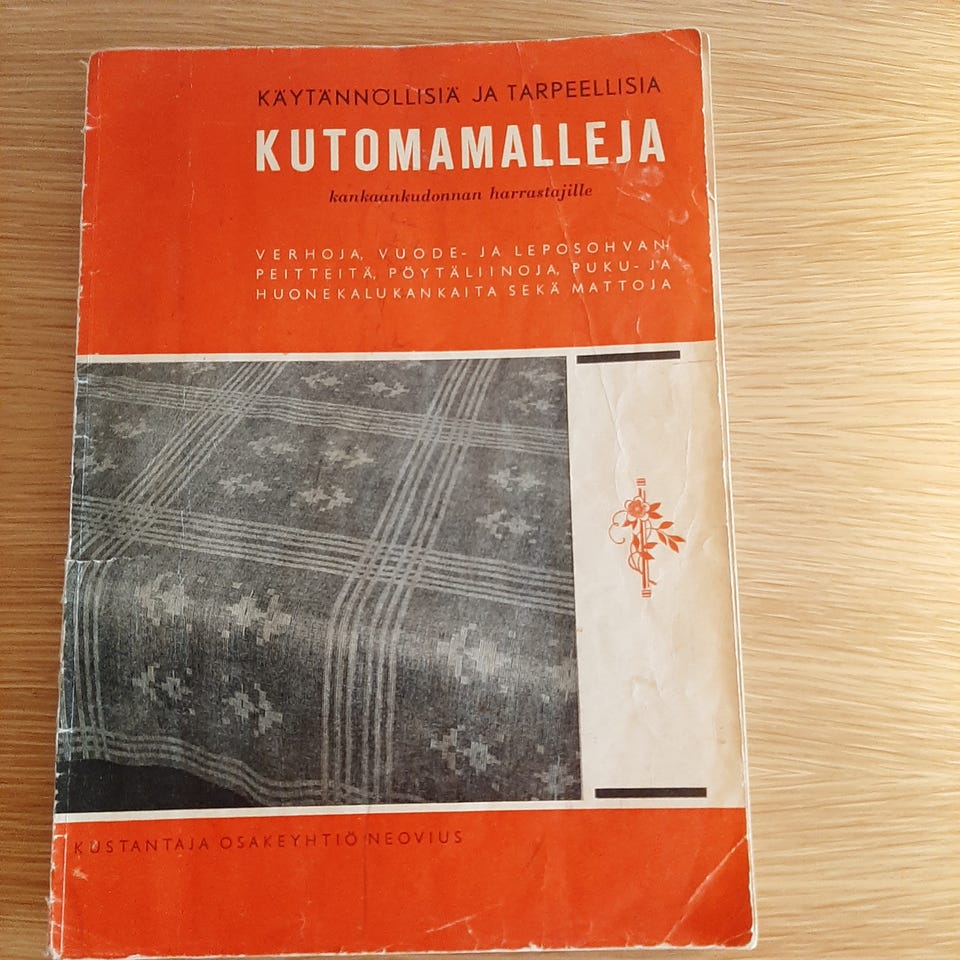 KÄYTÄNNÖLLISIÄ JA TARPEELLISIA
KUTOMAMALLEJA
kankaankudonnan harrastajille
VERHOJA, VUODE- JA LEPOSOHVAN-
PEITTEITÄ, PÖYTÄLIINOJA, PUKU- JA
HUONEKALUKANKAITA SEKÄ MATTOJA
KUSTANTAJA OSAKEYHTIÖ NEOVIUS